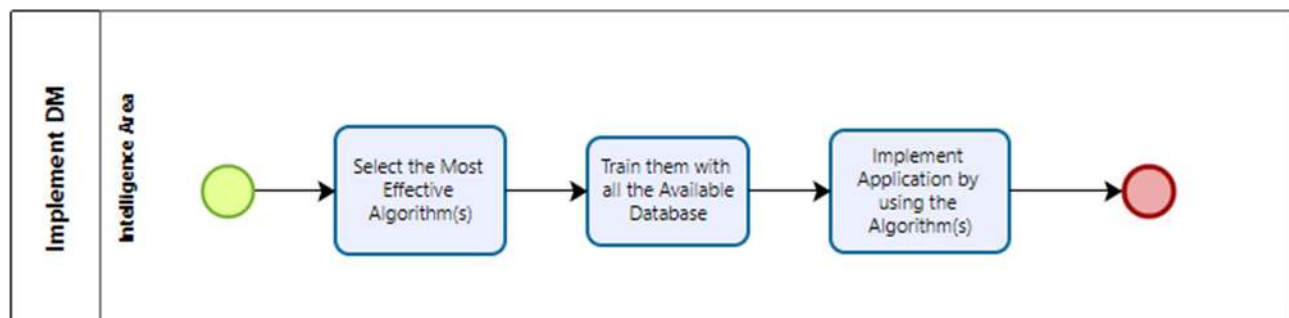 Implement DM
Intelligence Area
Select the Most
Effective
Algorithm(s)
Train them with
all the Available
Database
Implement
Application by
using the
Algorithm(s)